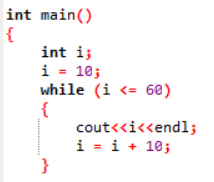 int main()
{
    int i;
    i = 10;
    while (i <= 60)
    {
        cout<<i<<endl;
        i = i + 10;
    }